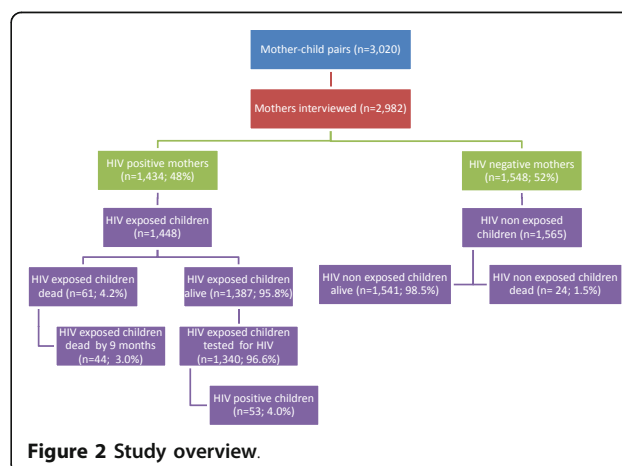 Mother-child pairs (n=3,020)
Mothers interviewed (n=2,982)
HIV positive mothers
(n=1,434; 48%)
HIV negative mothers
(n=1,548; 52%)
HIV exposed children
(n=1,448)
HIV non exposed
children (n=1,565)
HIV exposed children
dead (n=61; 4.2%)
HIV exposed children
alive (n=1,387; 95.8%)
HIV non exposed children
alive (n=1,541; 98.5%)
HIV non exposed children
dead (n= 24; 1.5%)
HIV exposed children
dead by 9 months
(n=44; 3.0%)
HIV exposed children
tested for HIV
(n=1,340; 96.6%)
HIV positive children
(n=53; 4.0%)
Figure 2 Study overview.